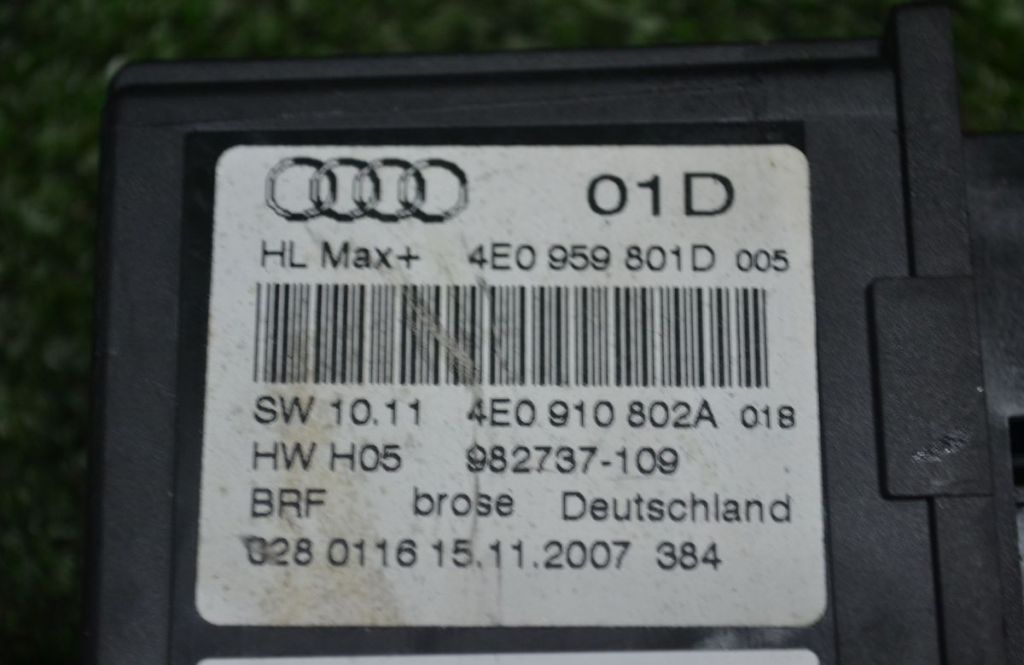 01D
HL Max+ 4E0 959 801D 005
SW 10.11 4E0 910 802A 018
HW H05 982737-109
BRF brose Deutschland
028 0116 15.11.2007 384